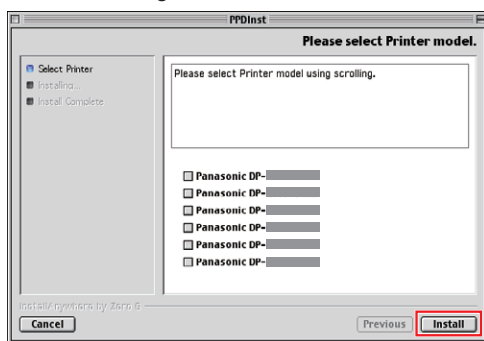 PPDInst
Please select Printer model.
Select Printer
Installing...
Install Complete
Please select Printer model using scrolling.
Panasonic DP-
Panasonic DP-
Panasonic DP-
Panasonic DP-
Panasonic DP-
Panasonic DP-
InstallAnywhere by Zero G
Cancel
Previous
Install